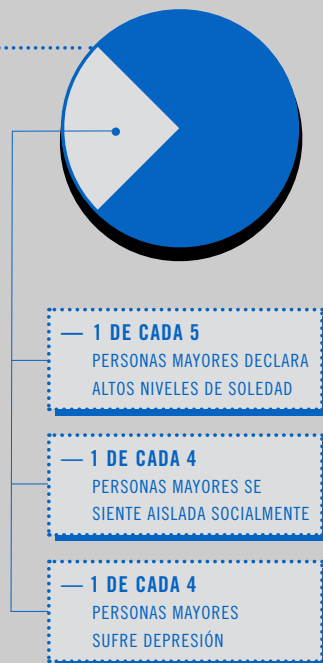 — 1 DE CADA 5
PERSONAS MAYORES DECLARA
ALTOS NIVELES DE SOLEDAD
— 1 DE CADA 4
PERSONAS MAYORES SE
SIENTE AISLADA SOCIALMENTE
— 1 DE CADA 4
PERSONAS MAYORES
SUFRE DEPRESIÓN